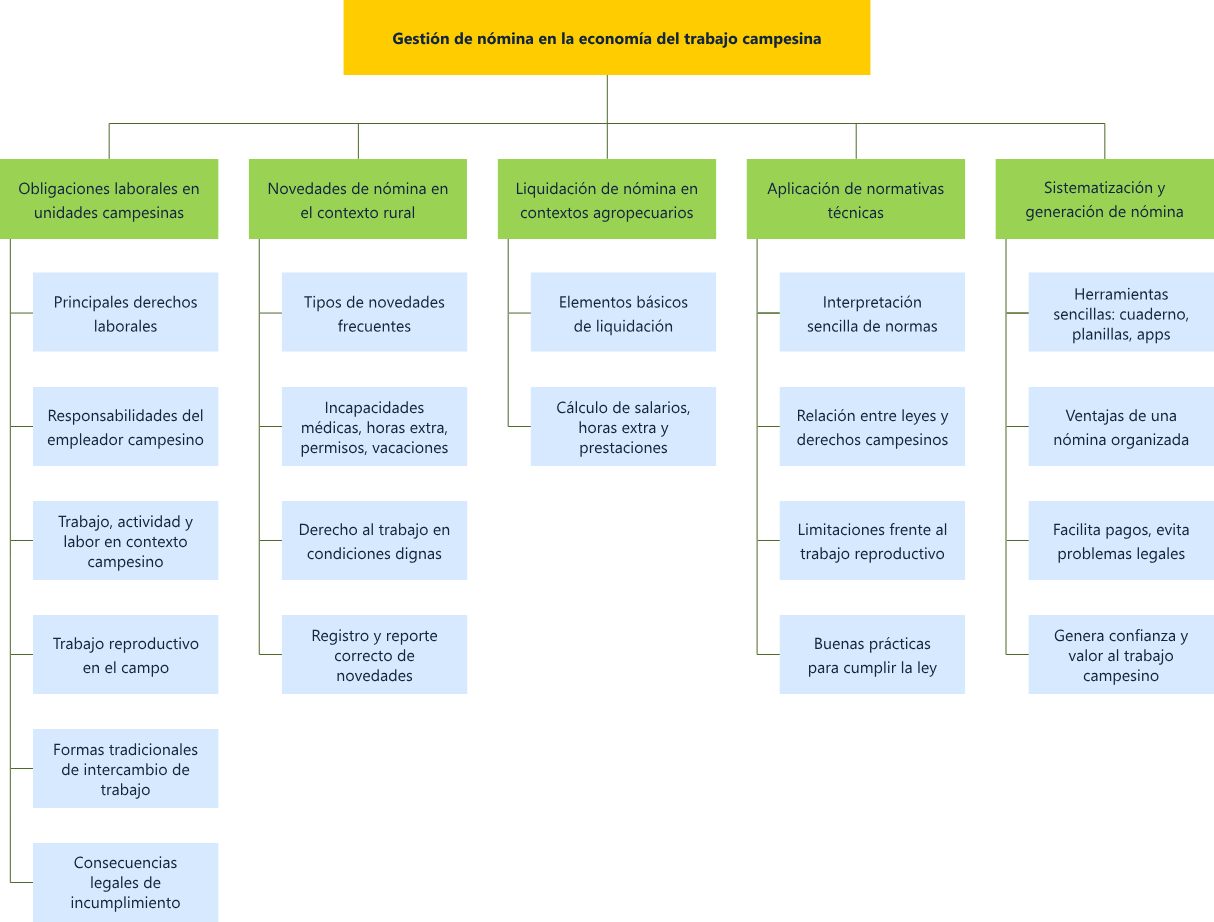 Gestión de nómina en la economía del trabajo campesina
Obligaciones laborales en
unidades campesinas
Principales derechos
laborales
Responsabilidades del
empleador campesino
Trabajo, actividad y
labor en contexto
campesino
Trabajo reproductivo
en el campo
Formas tradicionales
de intercambio de
trabajo
Consecuencias
legales de
incumplimiento
Novedades de nómina en
el contexto rural
Tipos de novedades
frecuentes
Incapacidades
médicas, horas extra,
permisos, vacaciones
Derecho al trabajo en
condiciones dignas
Registro y reporte
correcto de
novedades
Liquidación de nómina en
contextos agropecuarios
Elementos básicos
de liquidación
Cálculo de salarios,
horas extra y
prestaciones
Aplicación de normativas
técnicas
Interpretación
sencilla de normas
Relación entre leyes y
derechos campesinos
Limitaciones frente al
trabajo reproductivo
Buenas prácticas
para cumplir la ley
Sistematización y
generación de nómina
Herramientas
sencillas: cuaderno,
planillas, apps
Ventajas de una
nómina organizada
Facilita pagos, evita
problemas legales
Genera confianza y
valor al trabajo
campesino